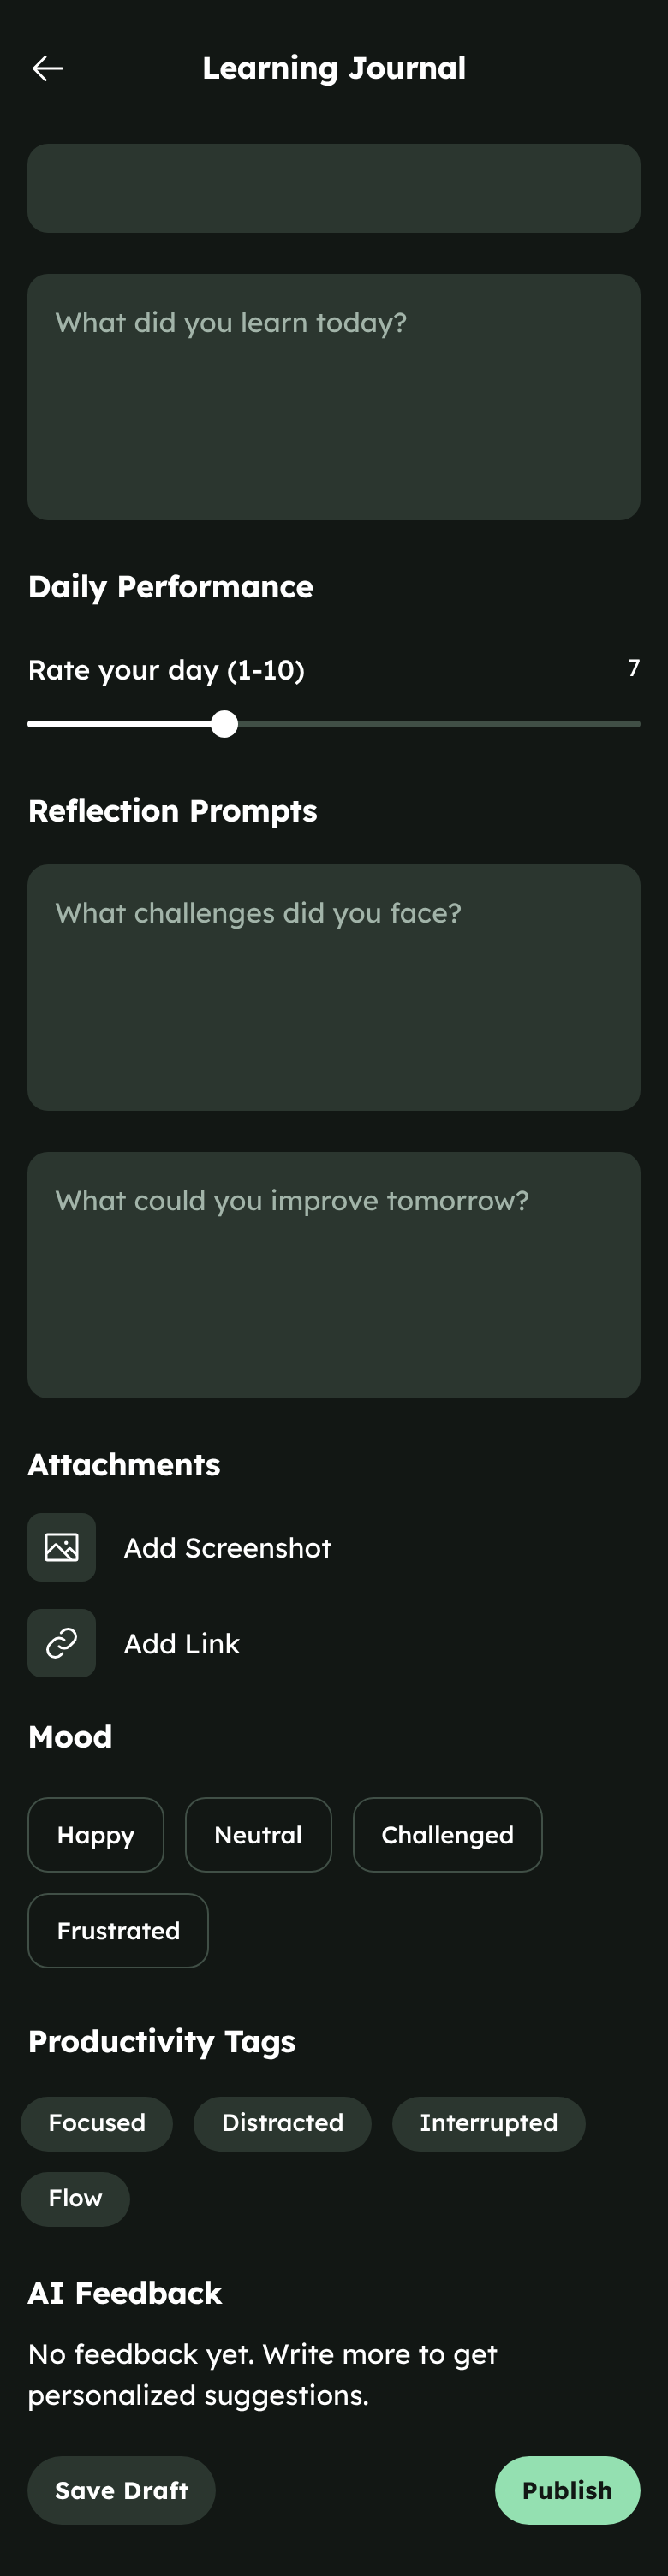 Learning Journal
What did you learn today?
Daily Performance
Rate your day (1-10)
7
Reflection Prompts
What challenges did you face?
What could you improve tomorrow?
Attachments
Add Screenshot
Add Link
Mood
Happy
Neutral
Challenged
Frustrated
Productivity Tags
Focused
Distracted
Interrupted
Flow
AI Feedback
No feedback yet. Write more to get
personalized suggestions.
Save Draft
Publish